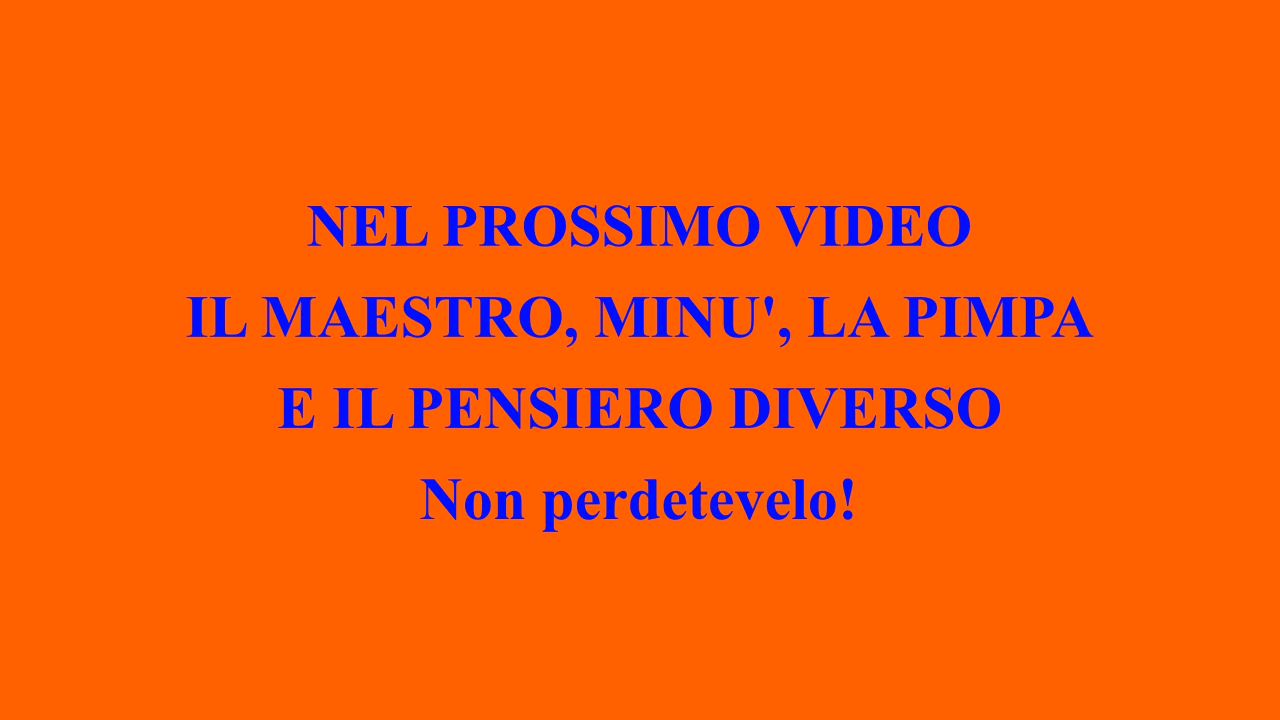 NEL PROSSIMO VIDEO
IL MAESTRO, MINU', LA PIMPA
E IL PENSIERO DIVERSO
Non perdetevelo!